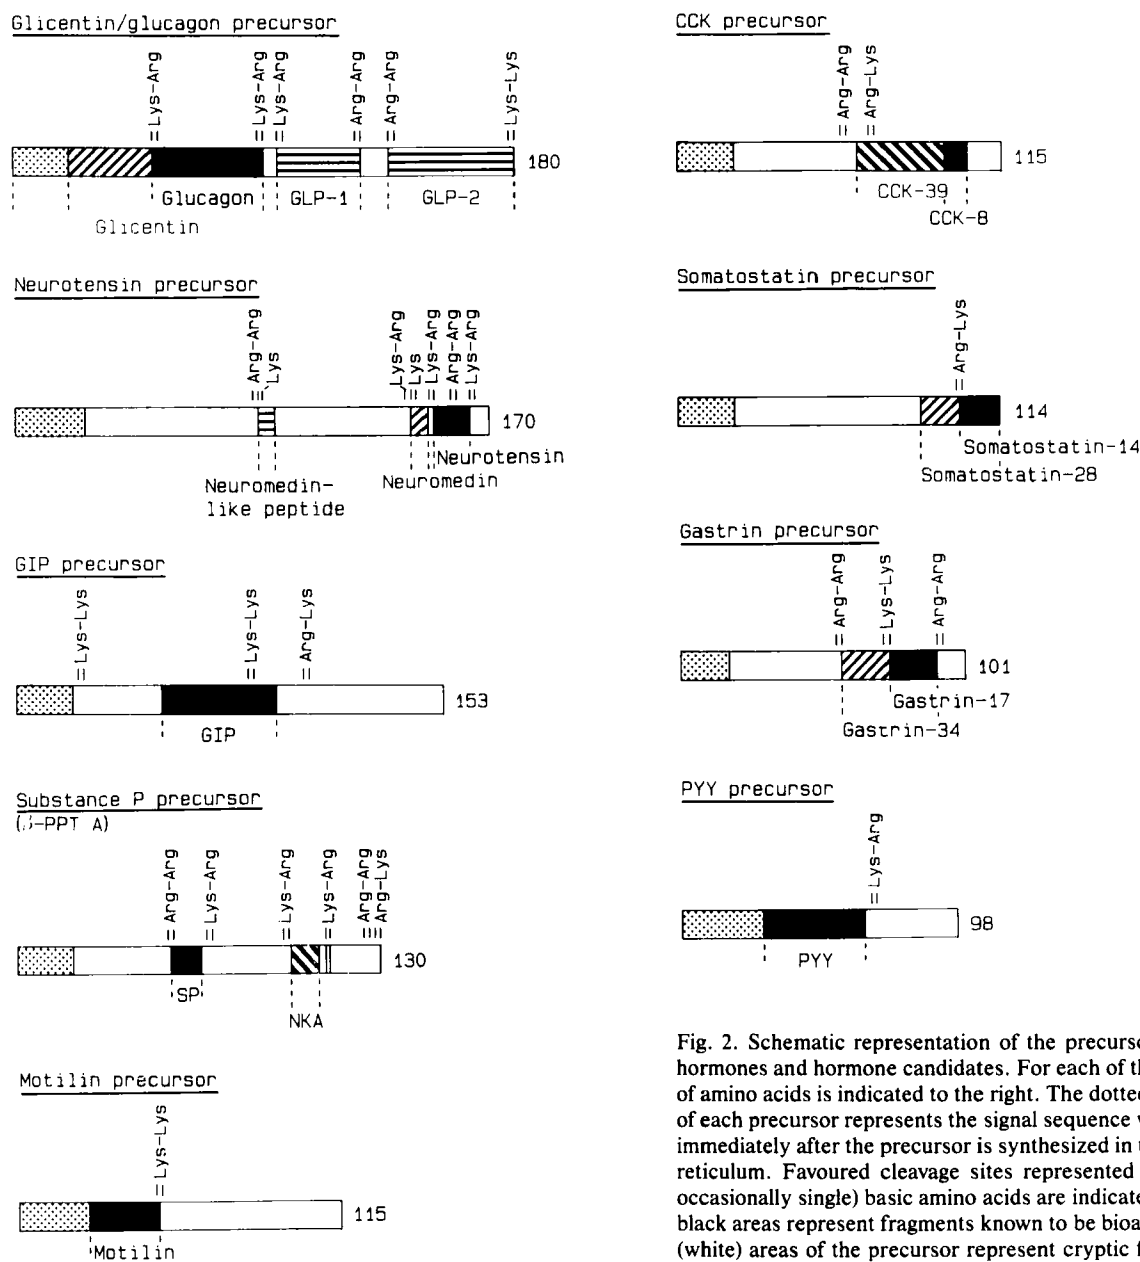 Glicentin/glucagon precursor
Lys-Arg
Lys-Arg
Lys-Arg
Arg-Arg
Arg-Arg
Lys-Lys
180
Glucagon
GLP-1
GLP-2
Glicentin
Neurotensin precursor
Arg-Arg
Lys
Lys-Arg
Lys
Lys-Arg
Arg-Arg
Lys-Arg
170
Neurotensin
Neuromedin-
like peptide
Neuromedin
GIP precursor
Lys-Lys
Lys-Lys
Arg-Lys
153
GIP
Substance P precursor
(β-PPT A)
Arg-Arg
Lys-Arg
Lys-Arg
Lys-Arg
Arg-Arg
Arg-Lys
130
SP
NKA
Motilin precursor
Lys-Lys
115
Motilin
CCK precursor
Arg-Arg
Arg-Lys
115
CCK-39
CCK-8
Somatostatin precursor
Arg-Lys
114
Somatostatin-14
Somatostatin-28
Gastrin precursor
Arg-Arg
Lys-Lys
Arg-Arg
101
Gastrin-17
Gastrin-34
PYY precursor
Lys-Arg
98
PYY
Fig. 2. Schematic representation of the precurso
hormones and hormone candidates. For each of th
of amino acids is indicated to the right. The dotted
of each precursor represents the signal sequence
immediately after the precursor is synthesized in
reticulum. Favoured cleavage sites represented
occasionally single) basic amino acids are indicate
black areas represent fragments known to be bioa
(white) areas of the precursor represent cryptic f